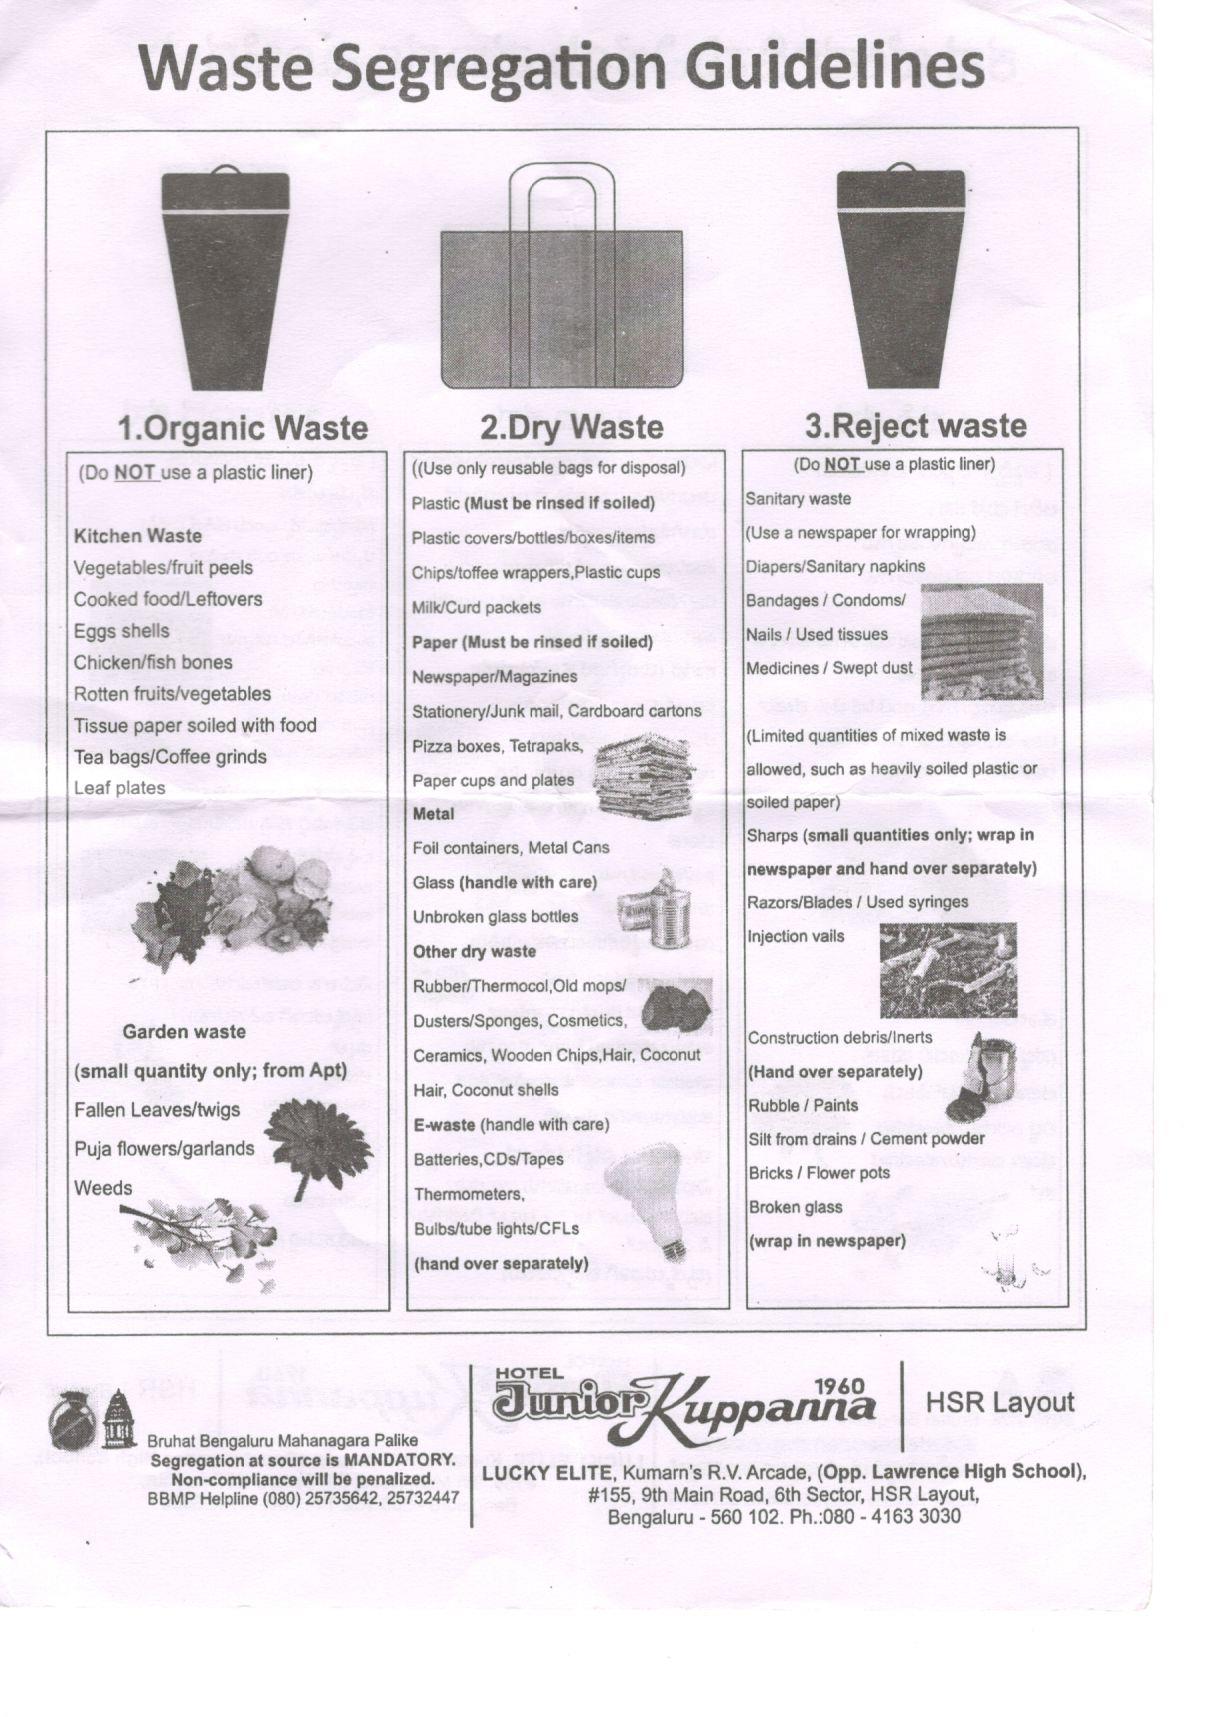 Waste Segregation Guidelines
1.Organic Waste
(Do NOT use a plastic liner)
Kitchen Waste
Vegetables/fruit peels
Cooked food/Leftovers
Eggs shells
Chicken/fish bones
Rotten fruits/vegetables
Tissue paper soiled with food
Tea bags/Coffee grinds
Leaf plates
Garden waste
(small quantity only; from Apt)
Fallen Leaves/twigs
Puja flowers/garlands
Weeds
2.Dry Waste
((Use only reusable bags for disposal)
Plastic (Must be rinsed if soiled)
Plastic covers/bottles/boxes/items
Chips/toffee wrappers,Plastic cups
Milk/Curd packets
Paper (Must be rinsed if soiled)
Newspaper/Magazines
Stationery/Junk mail, Cardboard cartons
Pizza boxes, Tetrapaks,
Paper cups and plates
Metal
Foil containers, Metal Cans
Glass (handle with care)
Unbroken glass bottles
Other dry waste
Rubber/Thermocol,Old mops/
Dusters/Sponges, Cosmetics,
Ceramics, Wooden Chips,Hair, Coconut
Hair, Coconut shells
E-waste (handle with care)
Batteries,CDs/Tapes
Thermometers,
Bulbs/tube lights/CFLs
(hand over separately)
3.Reject waste
(Do NOT use a plastic liner)
Sanitary waste
(Use a newspaper for wrapping)
Diapers/Sanitary napkins
Bandages / Condoms/
Nails / Used tissues
Medicines / Swept dust
(Limited quantities of mixed waste is
allowed, such as heavily soiled plastic or
soiled paper)
Sharps (small quantities only; wrap in
newspaper and hand over separately)
Razors/Blades / Used syringes
Injection vails
Construction debris/Inerts
(Hand over separately)
Rubble / Paints
Silt from drains / Cement powder
Bricks / Flower pots
Broken glass
(wrap in newspaper)
Bruhat Bengaluru Mahanagara Palike
Segregation at source is MANDATORY.
Non-compliance will be penalized.
BBMP Helpline (080) 25735642, 25732447
HOTEL
Junior Kuppanna 1960
HSR Layout
LUCKY ELITE, Kumarn's R.V. Arcade, (Opp. Lawrence High School),
#155, 9th Main Road, 6th Sector, HSR Layout,
Bengaluru - 560 102. Ph.:080 - 4163 3030